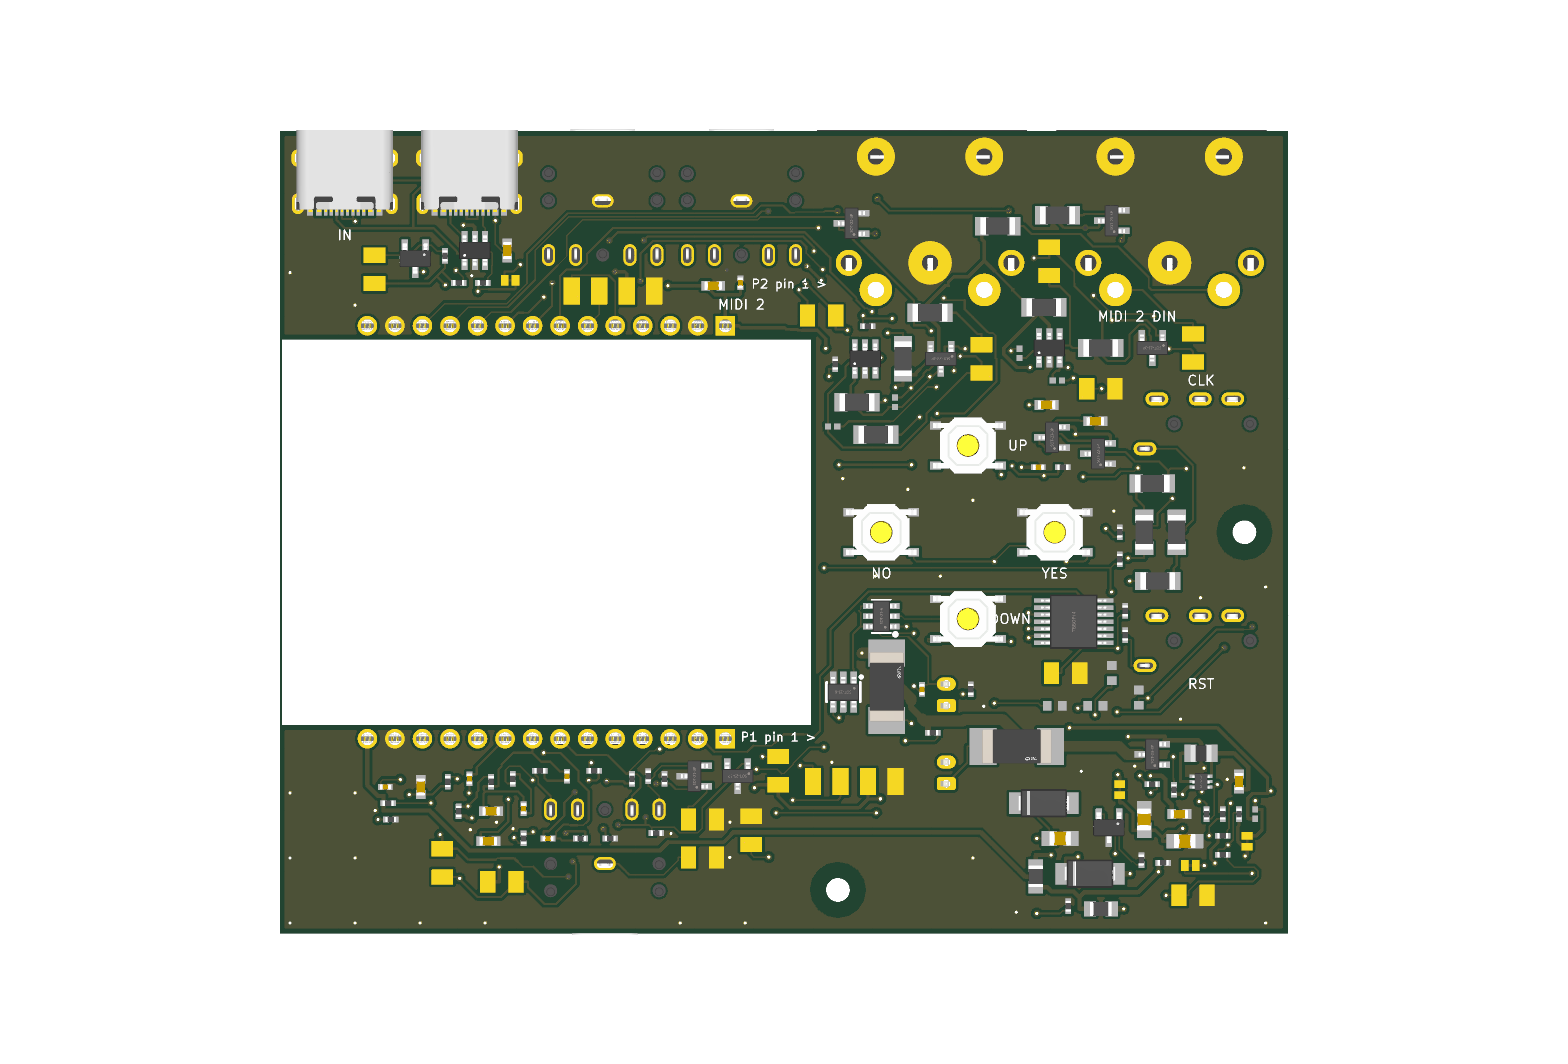 IN
P2 pin 1 >
MIDI 2
MIDI 2 DIN
CLK
UP
NO
YES
DOWN
RST
P1 pin 1 >